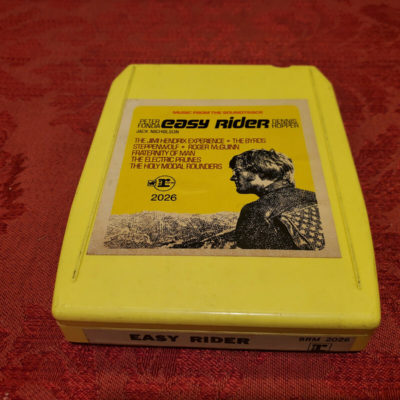 MUSIC FROM THE SOUNDTRACK
PETER FONDA easy rider DENNIS HOPPER
JACK NICHOLSON
THE JIMI HENDRIX EXPERIENCE • THE BYRDS
STEPPENWOLF • ROGER McGUINN
FRATERNITY OF MAN
THE ELECTRIC PRUNES
THE HOLY MODAL ROUNDERS
2026
EASY RIDER
8RM 2026